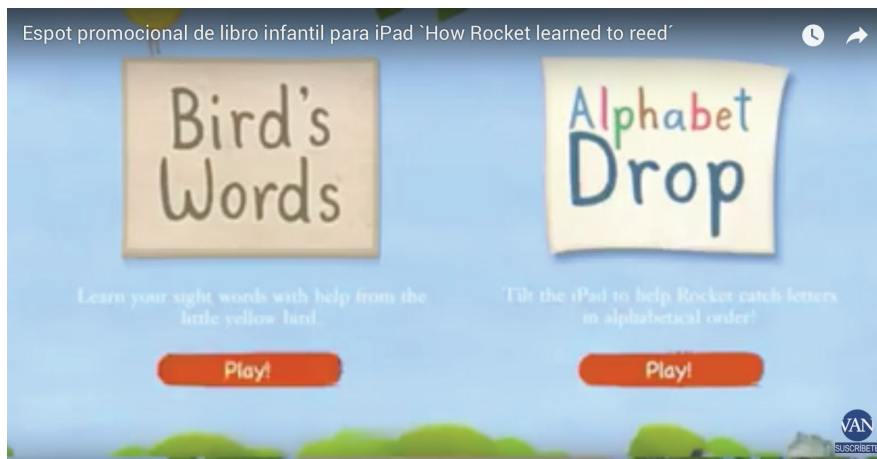 Espot promocional de libro infantil para iPad `How Rocket learned to reed´
Bird's
Words
Alphabet
Drop
Learn your sight words with help from the
little yellow bird.
Tilt the iPad to help Rocket catch letters
in alphabetical order!
Play!
Play!
VAN
SUSCRÍBETE